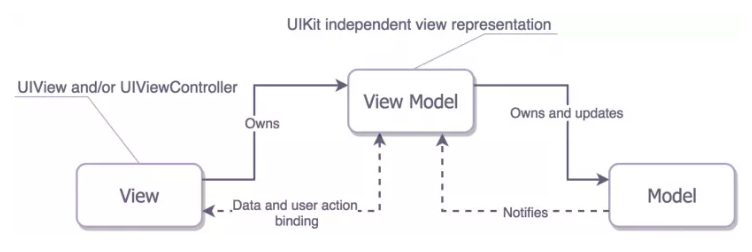 UIKit independent view representation
UIView and/or UIViewController
View Model
Owns
Owns and updates
View
Data and user action
binding
Notifies
Model